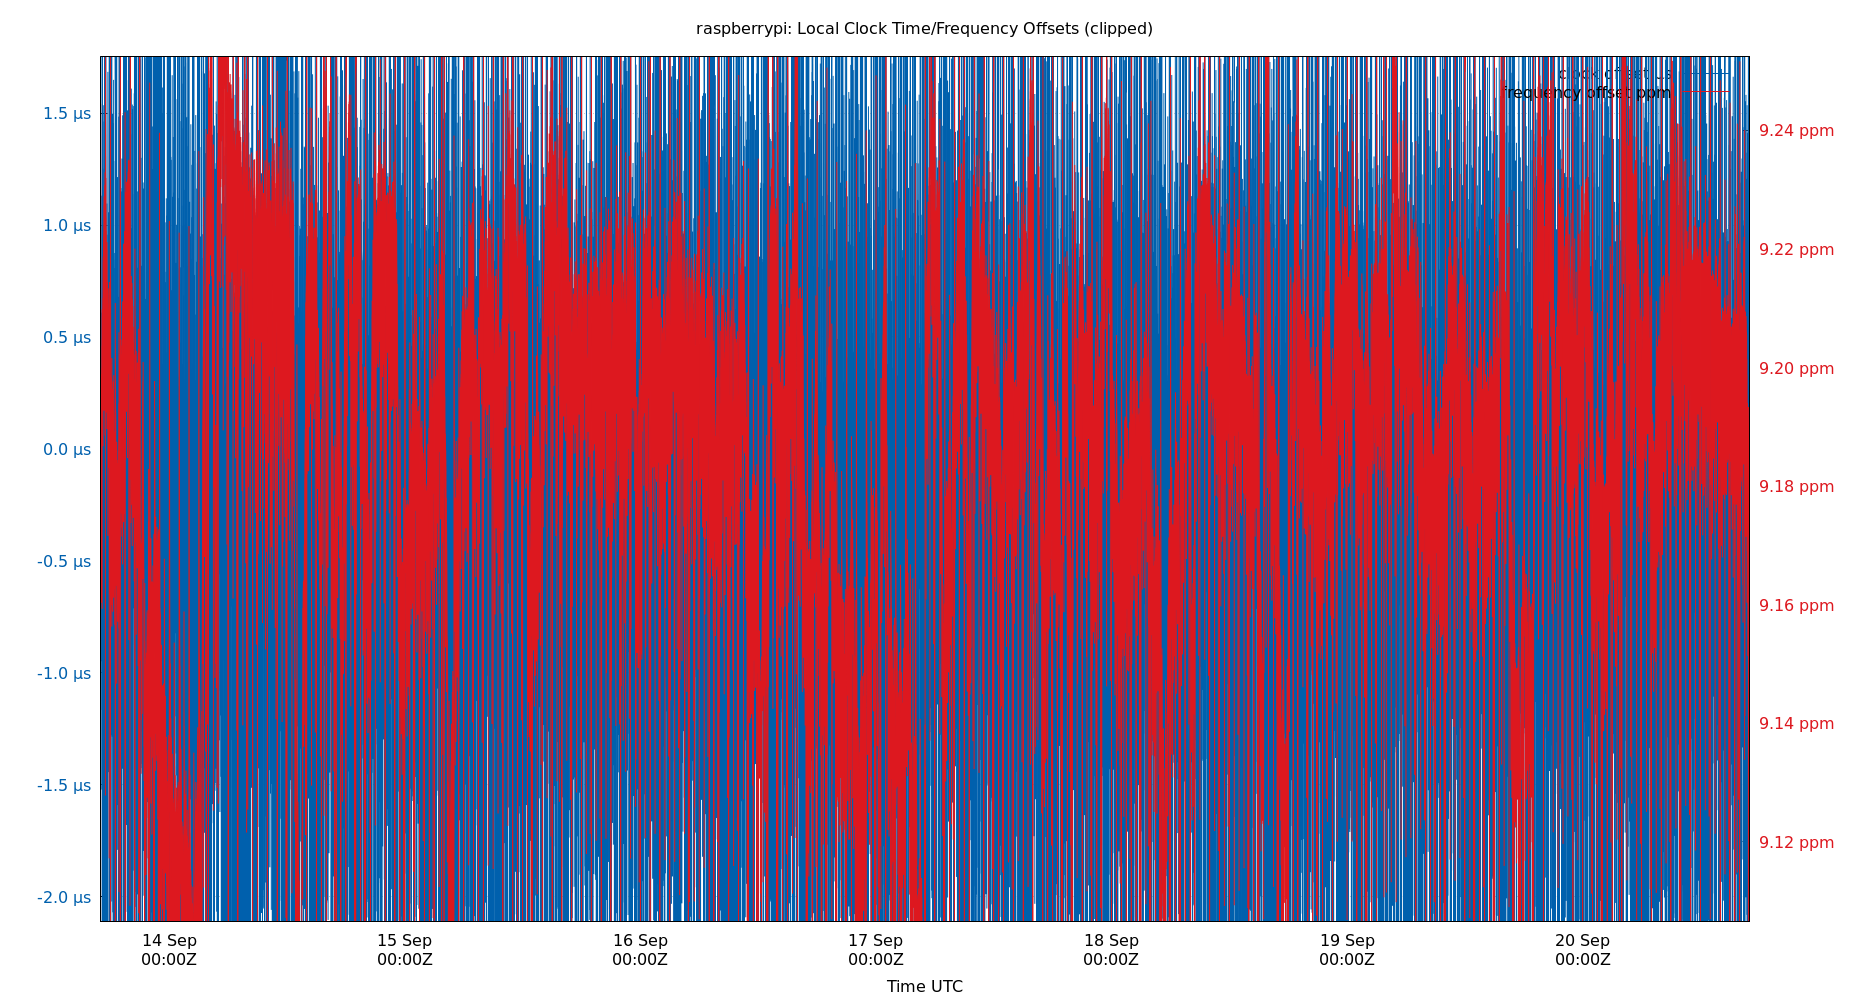 raspberrypi: Local Clock Time/Frequency Offsets (clipped)
clock offset
frequency offset ppm
1.5 µs
1.0 µs
0.5 µs
0.0 µs
-0.5 µs
-1.0 µs
-1.5 µs
-2.0 µs
9.24 ppm
9.22 ppm
9.20 ppm
9.18 ppm
9.16 ppm
9.14 ppm
9.12 ppm
14 Sep
00:00Z
15 Sep
00:00Z
16 Sep
00:00Z
17 Sep
00:00Z
18 Sep
00:00Z
19 Sep
00:00Z
20 Sep
00:00Z
Time UTC